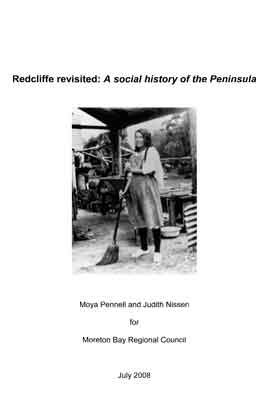 Redcliffe revisited: A social history of the Peninsula
Moya Pennell and Judith Nissen
for
Moreton Bay Regional Council
July 2008